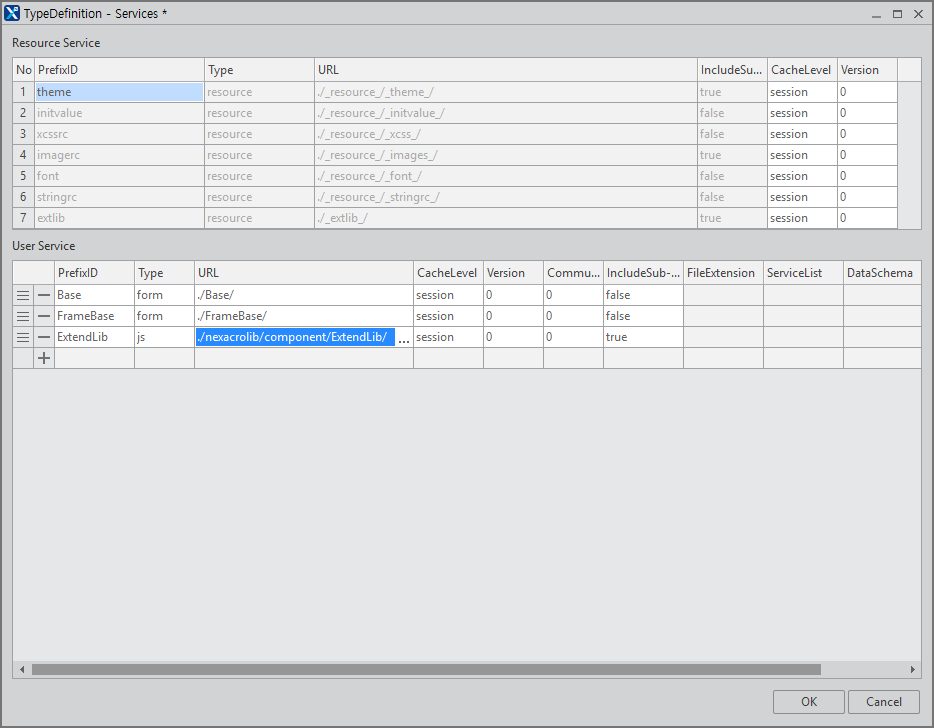 TypeDefinition - Services *
Resource Service
No PrefixID Type URL IncludeSu... CacheLevel Version
1 theme resource ./_resource_/_theme_/ true session 0
2 initvalue resource ./_resource_/_initvalue_/ false session 0
3 xcssrc resource ./_resource_/_xcss_/ false session 0
4 imagerc resource ./_resource_/_images_/ true session 0
5 font resource ./_resource_/_font_/ false session 0
6 stringrc resource ./_resource_/_stringrc_/ false session 0
7 extlib resource ./_extlib_/ true session 0
User Service
PrefixID Type URL CacheLevel Version Commu... IncludeSub-... FileExtension ServiceList DataSchema
Base form ./Base/ session 0 0 false
FrameBase form ./FrameBase/ session 0 0 false
ExtendLib js ./nexacrolib/component/ExtendLib/ ... session 0 0 true
OK Cancel